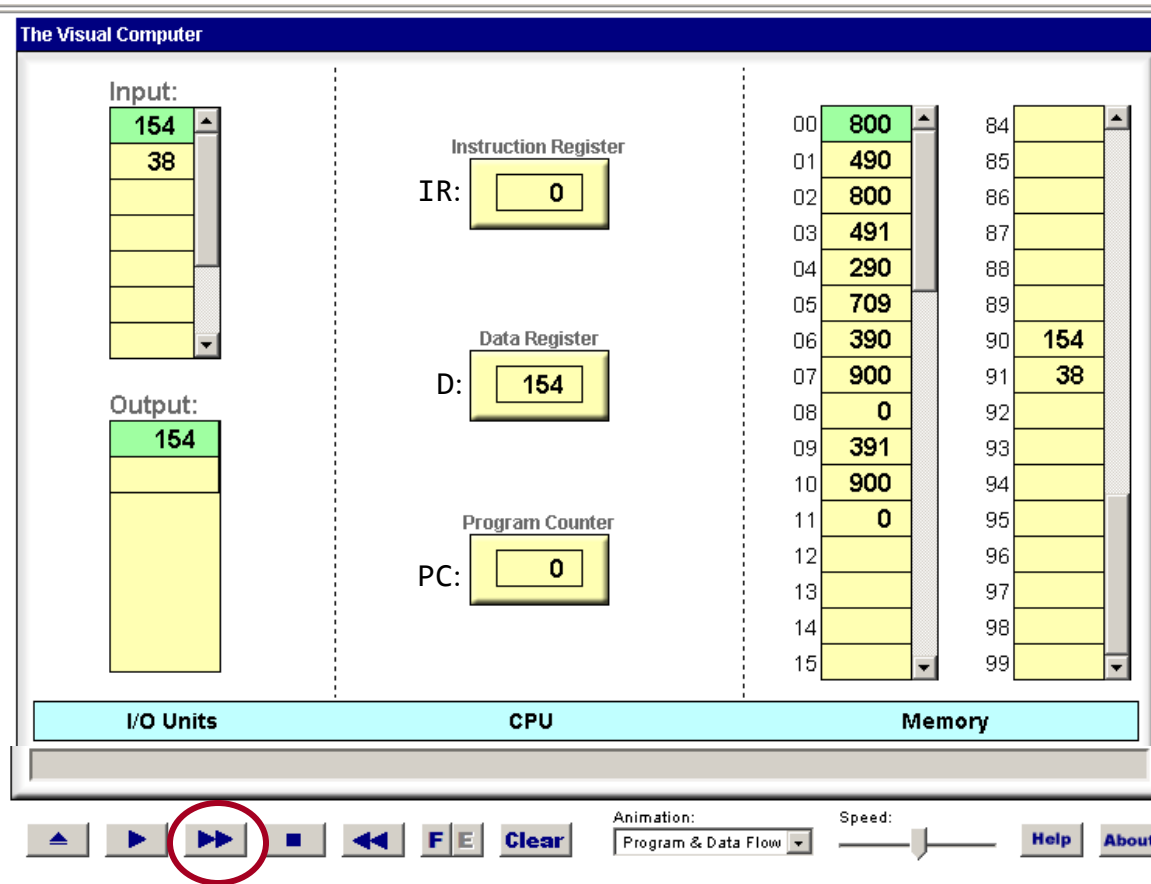 The Visual Computer
Input:
154
38
Output:
154
Instruction Register
IR: 0
Data Register
D: 154
Program Counter
PC: 0
00 800
01 490
02 800
03 491
04 290
05 709
06 390
07 900
08 0
09 391
10 900
11 0
12
13
14
15
84
85
86
87
88
89
90 154
91 38
92
93
94
95
96
97
98
99
I/O Units CPU Memory
F E Clear
Animation:
Program & Data Flow
Speed:
Help About